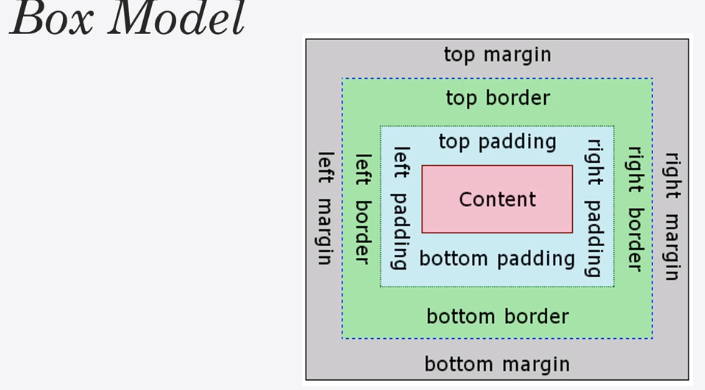 Box Model
top margin
top border
top padding
left margin
left border
left padding
Content
right padding
right border
right margin
bottom padding
bottom border
bottom margin